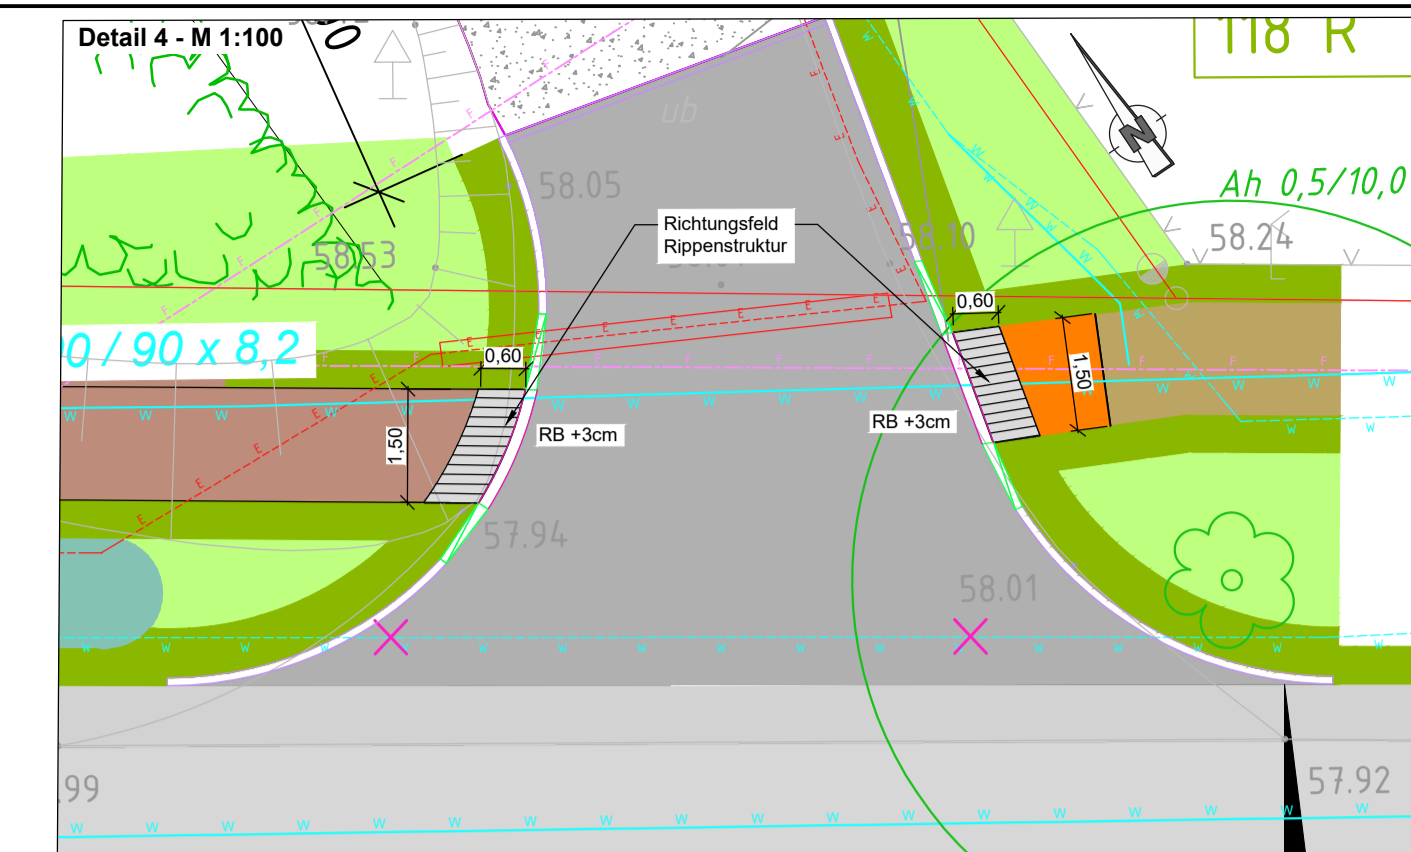 Detail 4 - M 1:100
118 R
ub
N
58.05
Ah 0,5/10,0
Richtungsfeld
Rippenstruktur
58.10
58.24
58.53
0,60
00 / 90 x 8,2
0,60
1,50
1,50
RB +3cm
RB +3cm
57.94
58.01
.99
57.92